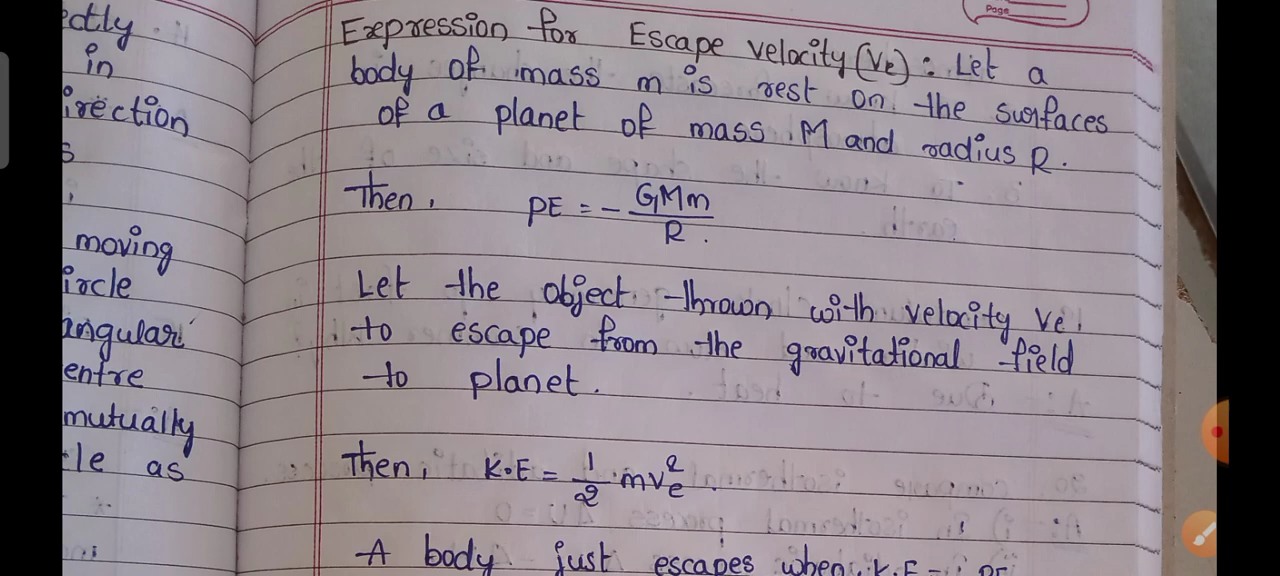 ectly
in
irection
s
moving
ircle
angular
entre
mutually
le as
Page
Expression for Escape velocity (Ve) : Let a
body of mass m is rest on the surfaces
of a planet of mass M and radius R.
Then, PE = - GMm
R.
Let the object thrown with velocity Ve
to escape from the gravitational field
to planet.
Then, K.E = 1/2 mve²
A body just escapes when, K.E